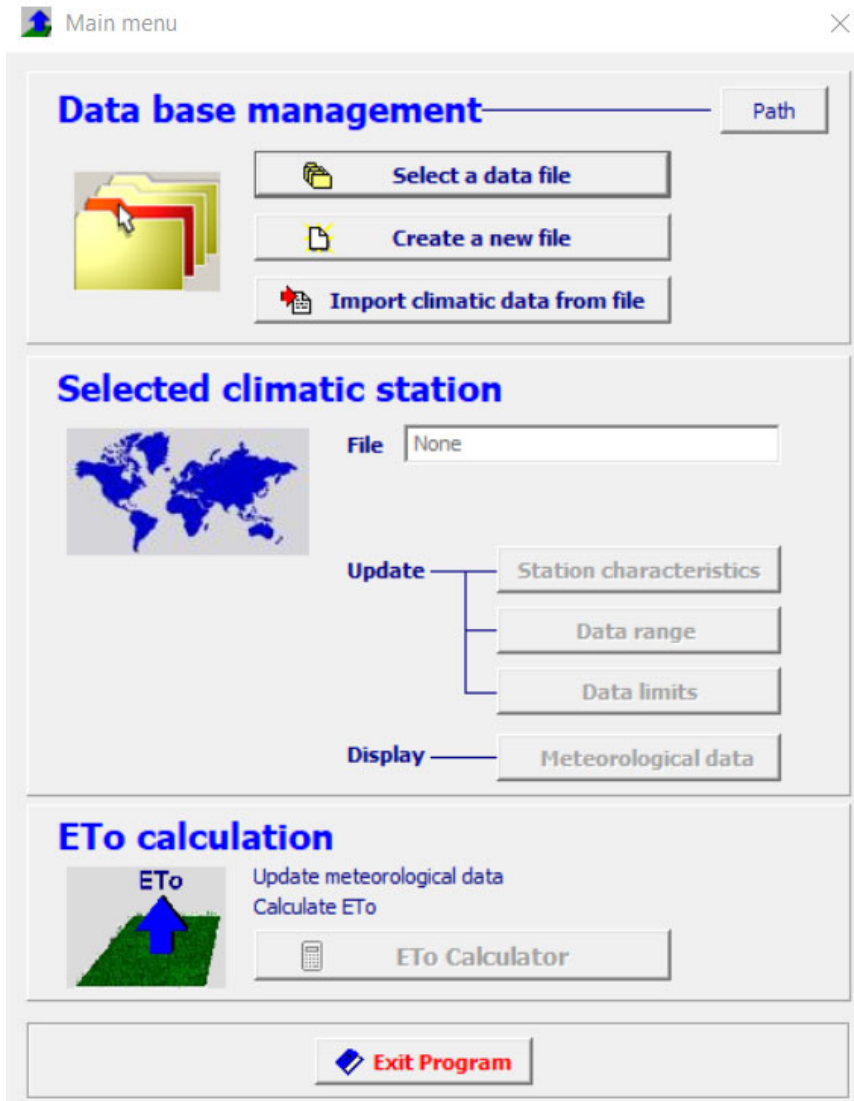 Main menu
Data base management
Path
Select a data file
Create a new file
Import climatic data from file
Selected climatic station
File None
Update Station characteristics
Data range
Data limits
Display Meteorological data
ETo calculation
ETo
Update meteorological data
Calculate ETo
ETo Calculator
Exit Program